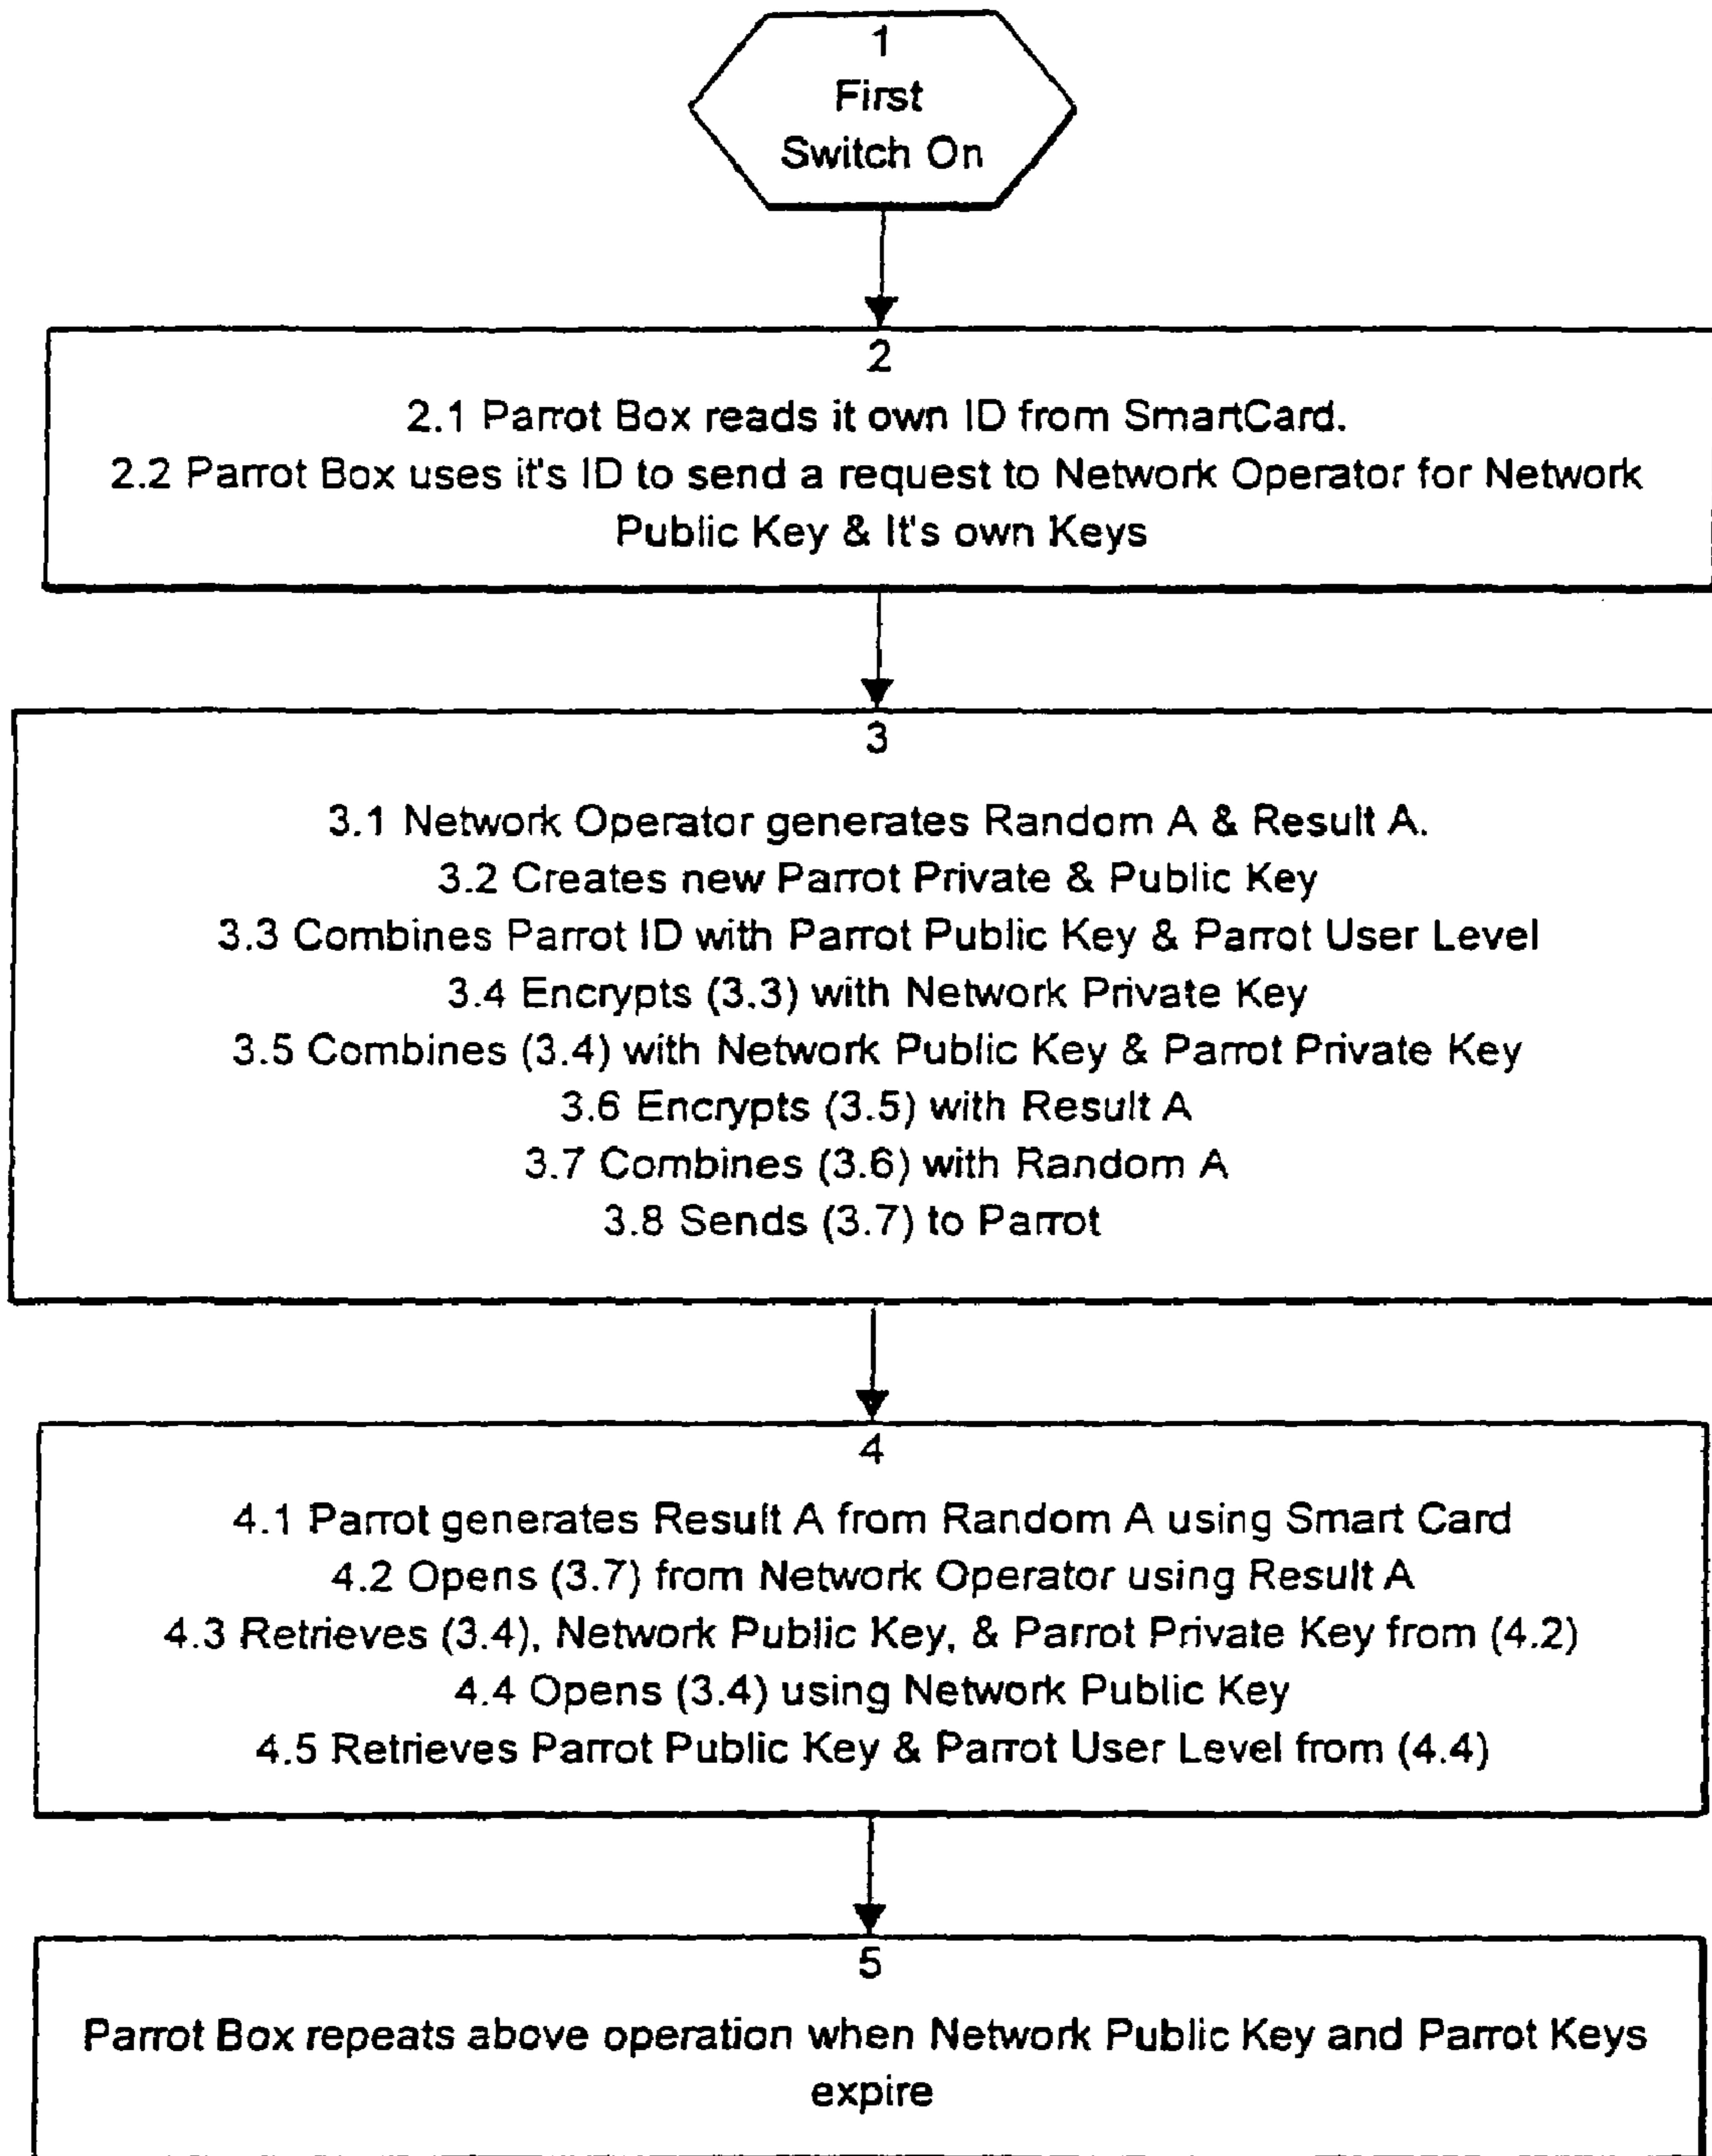 1
First
Switch On
2
2.1 Parrot Box reads it own ID from SmartCard.
2.2 Parrot Box uses it's ID to send a request to Network Operator for Network
Public Key & It's own Keys
3
3.1 Network Operator generates Random A & Result A.
3.2 Creates new Parrot Private & Public Key
3.3 Combines Parrot ID with Parrot Public Key & Parrot User Level
3.4 Encrypts (3.3) with Network Private Key
3.5 Combines (3.4) with Network Public Key & Parrot Private Key
3.6 Encrypts (3.5) with Result A
3.7 Combines (3.6) with Random A
3.8 Sends (3.7) to Parrot
4
4.1 Parrot generates Result A from Random A using Smart Card
4.2 Opens (3.7) from Network Operator using Result A
4.3 Retrieves (3.4), Network Public Key, & Parrot Private Key from (4.2)
4.4 Opens (3.4) using Network Public Key
4.5 Retrieves Parrot Public Key & Parrot User Level from (4.4)
5
Parrot Box repeats above operation when Network Public Key and Parrot Keys
expire